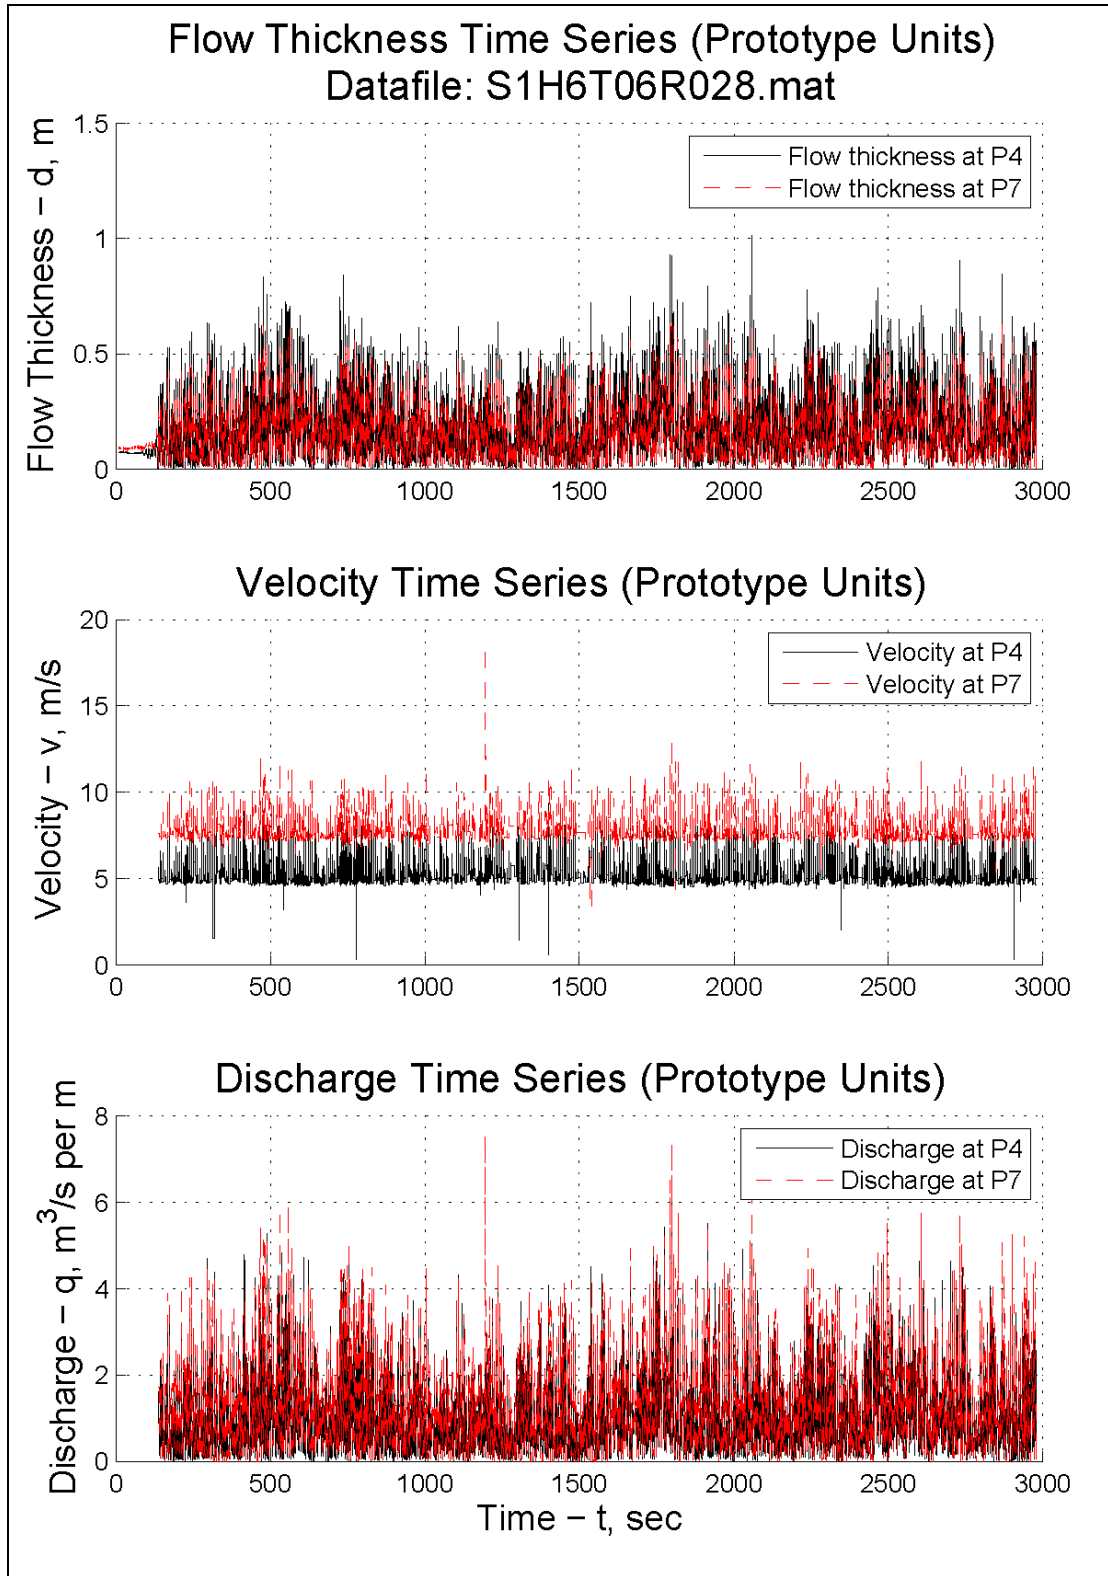 Flow Thickness Time Series (Prototype Units)
Datafile: S1H6T06R028.mat
Flow Thickness − d, m
1.5
1
0.5
0
Flow thickness at P4
Flow thickness at P7
0 500 1000 1500 2000 2500 3000
Velocity Time Series (Prototype Units)
Velocity − v, m/s
20
15
10
5
0
Velocity at P4
Velocity at P7
0 500 1000 1500 2000 2500 3000
Discharge Time Series (Prototype Units)
Discharge − q, m³/s per m
8
6
4
2
0
Discharge at P4
Discharge at P7
0 500 1000 1500 2000 2500 3000
Time − t, sec